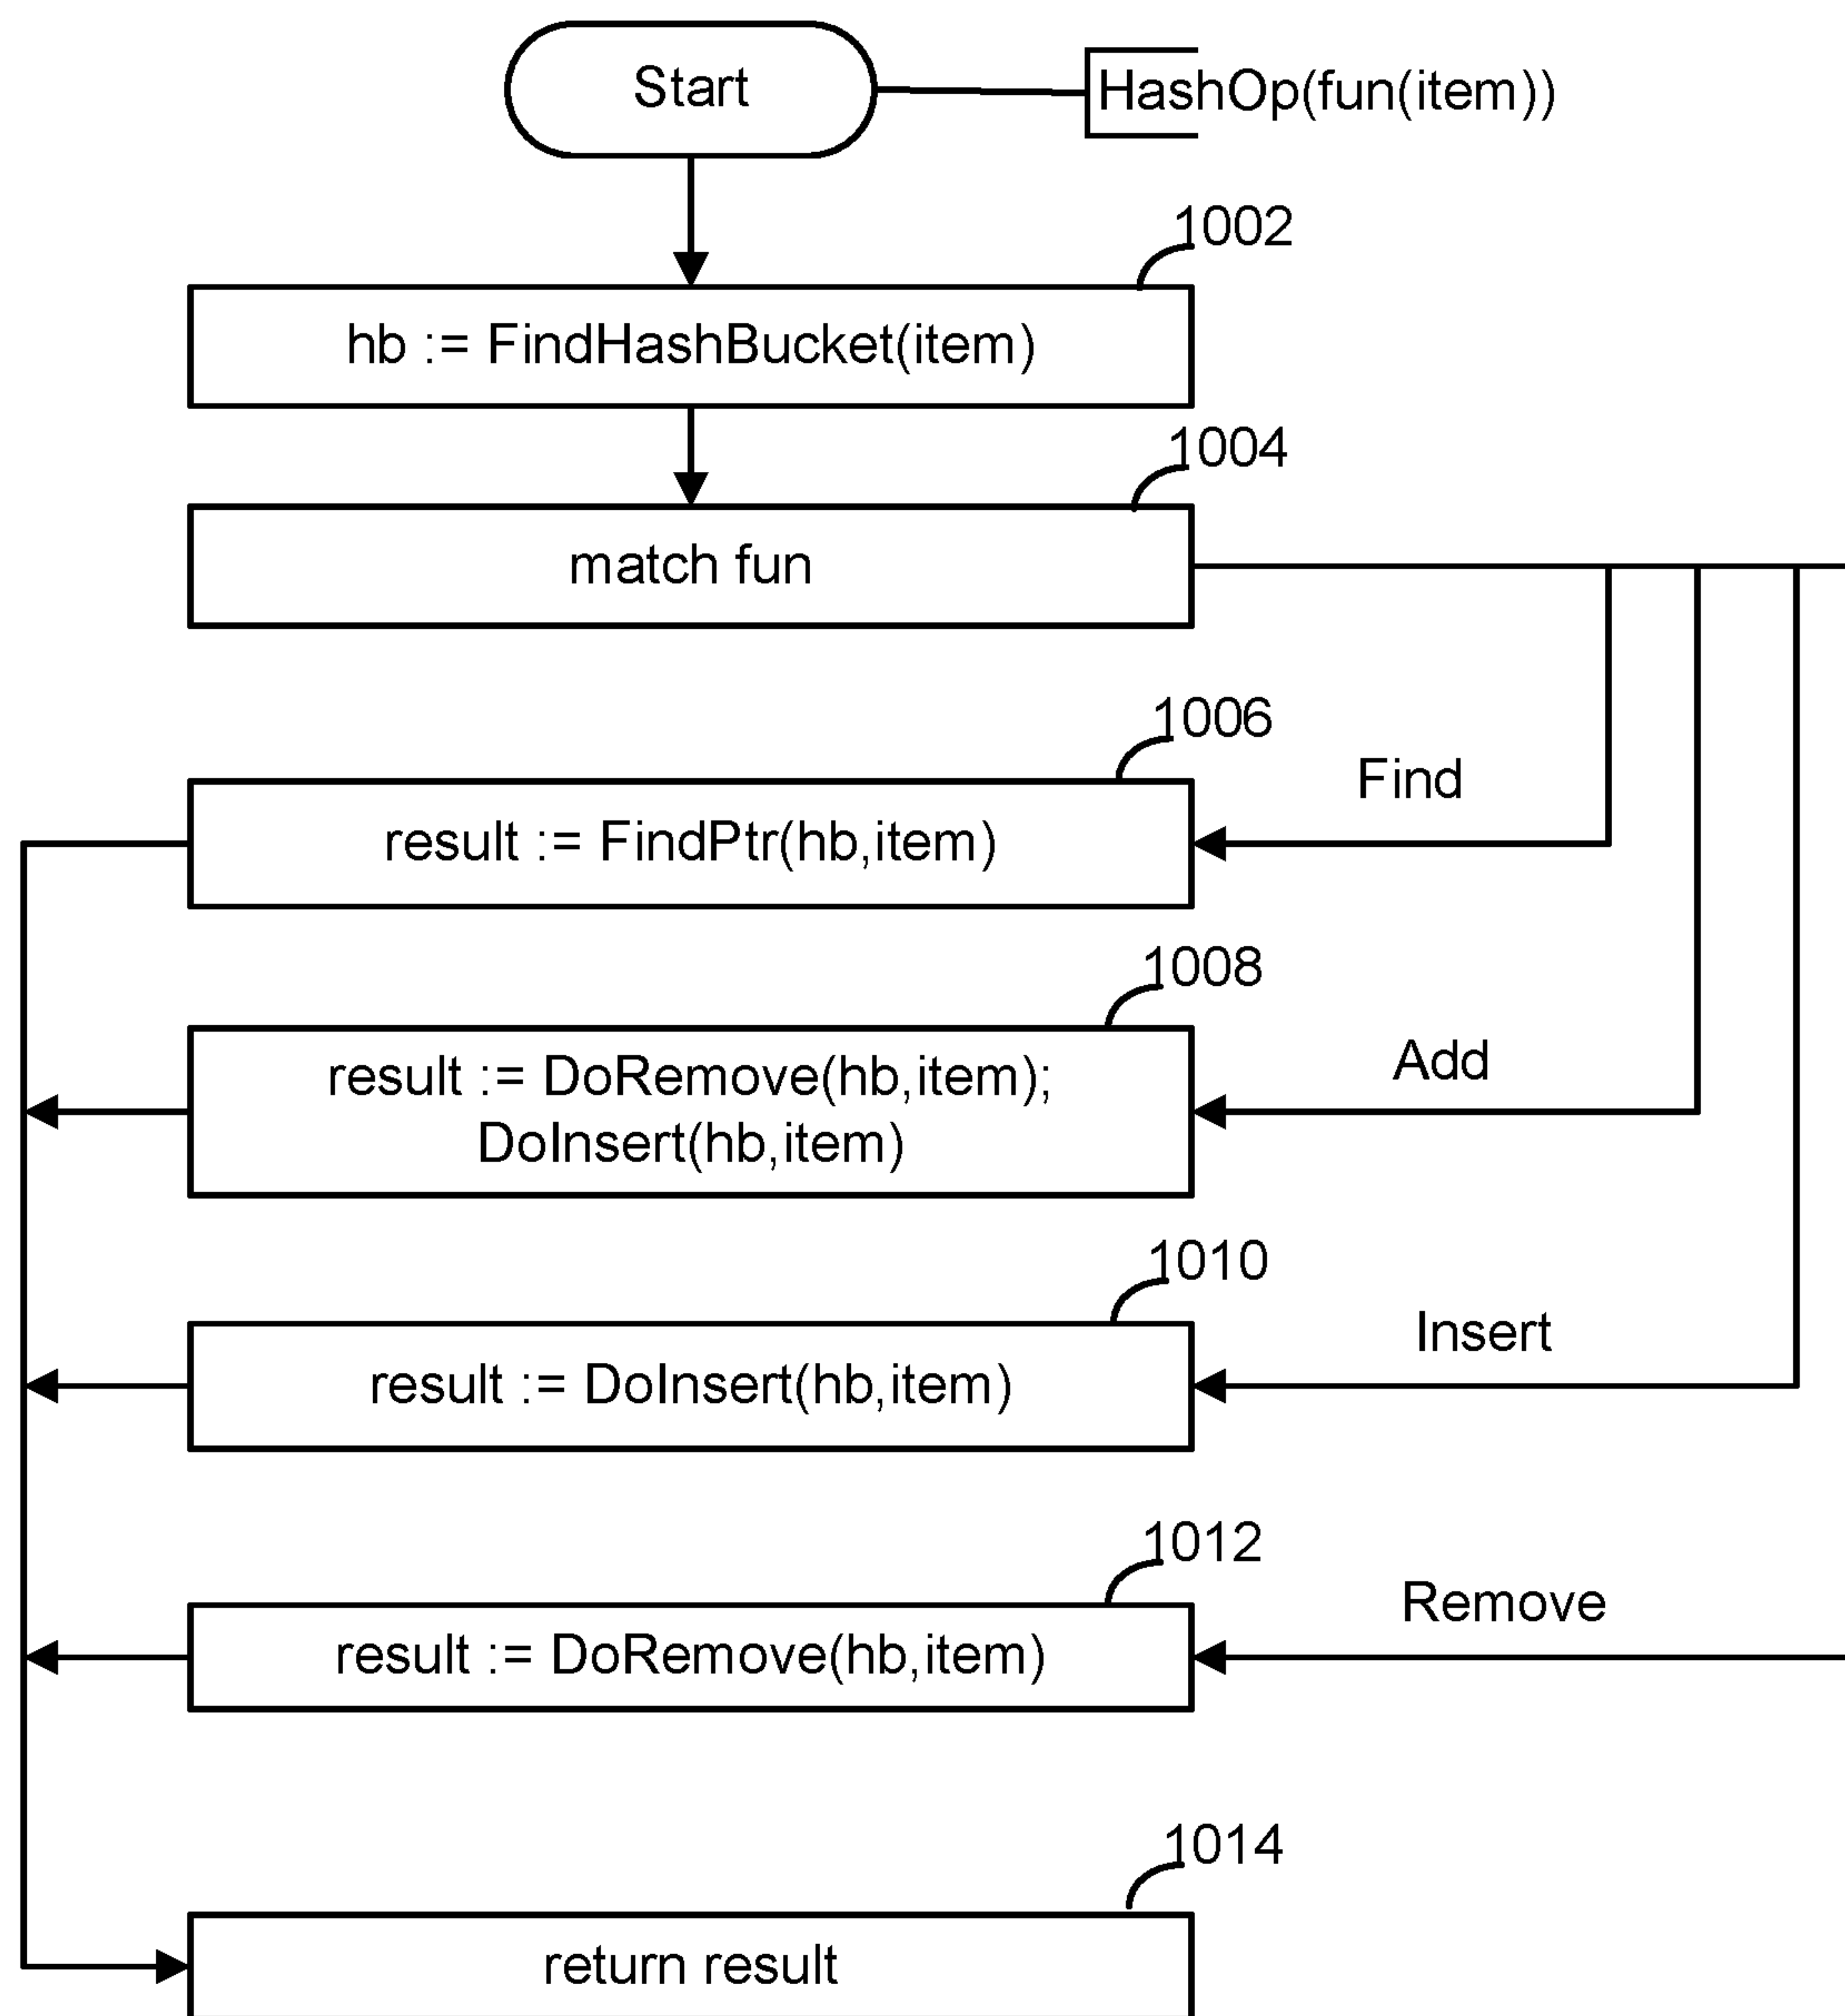 Start
HashOp(fun(item))
1002
hb := FindHashBucket(item)
1004
match fun
1006
Find
result := FindPtr(hb,item)
1008
Add
result := DoRemove(hb,item);
DoInsert(hb,item)
1010
Insert
result := DoInsert(hb,item)
1012
Remove
result := DoRemove(hb,item)
1014
return result